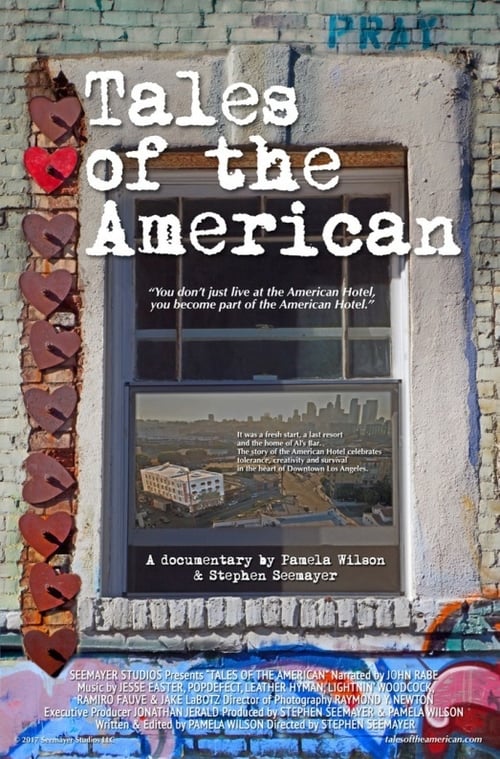 PRAY
Tales
of the
American
“You don’t just live at the American Hotel,
you become part of the American Hotel.”
It was a fresh start, a last resort
and the home of Al’s Bar...
The story of the American Hotel celebrates
tolerance, creativity and survival
in the heart of Downtown Los Angeles.
A documentary by Pamela Wilson
& Stephen Seemayer
SEEMAYER STUDIOS Presents “TALES OF THE AMERICAN” Narrated by JOHN RABE
Music by JESSE EASTER, POPDEFECT, LEATHER HYMAN, LIGHTNIN’ WOODCOCK,
RAMIRO FAUVE & JAKE LaBOTZ Director of Photography RAYMOND Y. NEWTON
Executive Producer JONATHAN JERALD Produced by STEPHEN SEEMAYER & PAMELA WILSON
Written & Edited by PAMELA WILSON Directed by STEPHEN SEEMAYER
© 2017 Seemayer Studios LLC
talesoftheamerican.com